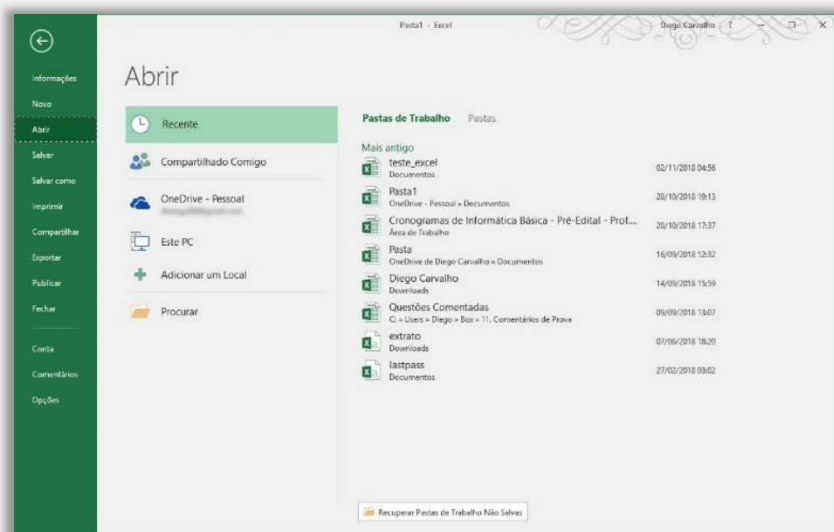 Pasta1 - Excel
Diego Carvalho ?
Informações
Novo
Abrir
Salvar
Salvar como
Imprimir
Compartilhar
Exportar
Publicar
Fechar
Conta
Comentários
Opções
Abrir
Recente
Compartilhado Comigo
OneDrive - Pessoal
Este PC
Adicionar um Local
Procurar
Pastas de Trabalho Pastas
Mais antigo
teste_excel
Documentos 02/11/2018 04:56
Pasta1
OneDrive - Pessoal » Documentos 28/10/2018 19:13
Cronogramas de Informática Básica - Pré-Edital - Prof....
Área de Trabalho 28/10/2018 17:37
Pasta
OneDrive de Diego Carvalho » Documentos 16/09/2018 12:32
Diego Carvalho
Downloads 14/09/2018 15:59
Questões Comentadas
C: » Users » Diego » Box » 11. Comentários de Prova 09/09/2018 13:07
extrato
Downloads 07/06/2018 18:20
lastpass
Documentos 27/02/2018 03:02
Recuperar Pastas de Trabalho Não Salvas